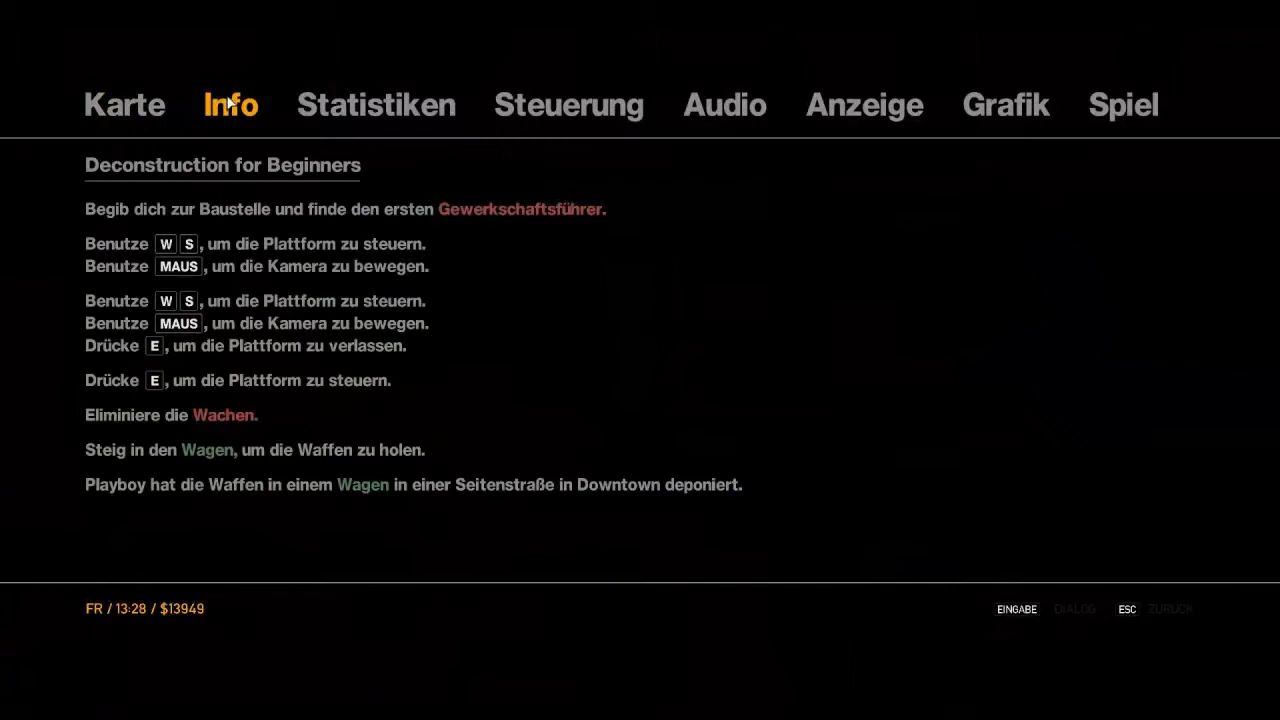 Karte Info Statistiken Steuerung Audio Anzeige Grafik Spiel
Deconstruction for Beginners
Begib dich zur Baustelle und finde den ersten Gewerkschaftsführer.
Benutze W S, um die Plattform zu steuern.
Benutze MAUS, um die Kamera zu bewegen.
Benutze W S, um die Plattform zu steuern.
Benutze MAUS, um die Kamera zu bewegen.
Drücke E, um die Plattform zu verlassen.
Drücke E, um die Plattform zu steuern.
Eliminiere die Wachen.
Steig in den Wagen, um die Waffen zu holen.
Playboy hat die Waffen in einem Wagen in einer Seitenstraße in Downtown deponiert.
FR / 13:28 / $13949 EINGABE DIALOG ESC ZURÜCK